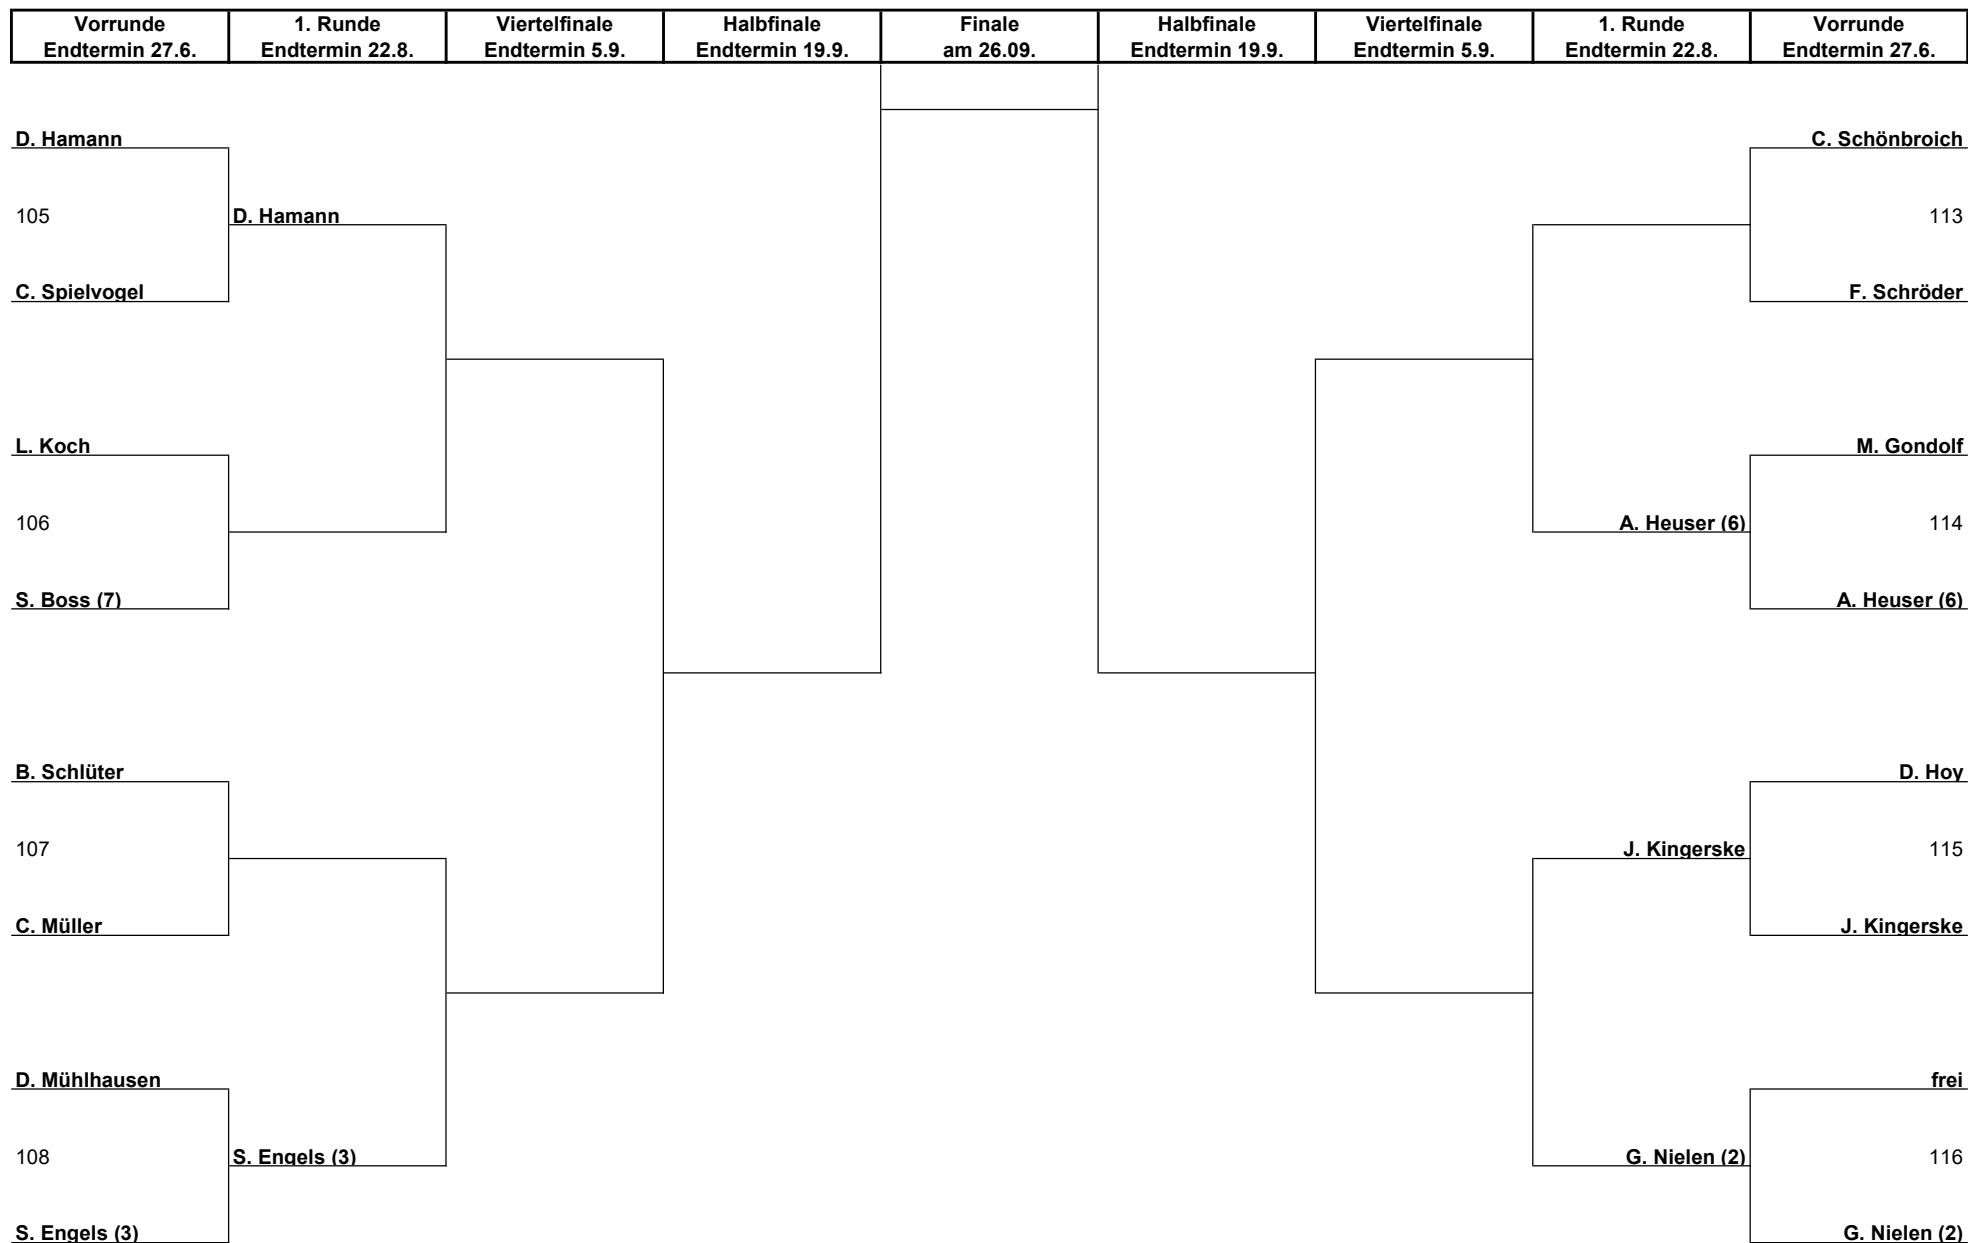 Vorrunde 1. Runde Viertelfinale Halbfinale Finale Halbfinale Viertelfinale 1. Runde Vorrunde
Endtermin 27.6. Endtermin 22.8. Endtermin 5.9. Endtermin 19.9. am 26.09. Endtermin 19.9. Endtermin 5.9. Endtermin 22.8. Endtermin 27.6.
D. Hamann C. Schönbroich
105 D. Hamann 113
C. Spielvogel F. Schröder
L. Koch M. Gondolf
106 A. Heuser (6) 114
S. Boss (7) A. Heuser (6)
B. Schlüter D. Hoy
107 J. Kingerske 115
C. Müller J. Kingerske
D. Mühlhausen frei
108 S. Engels (3) G. Nielen (2) 116
S. Engels (3) G. Nielen (2)